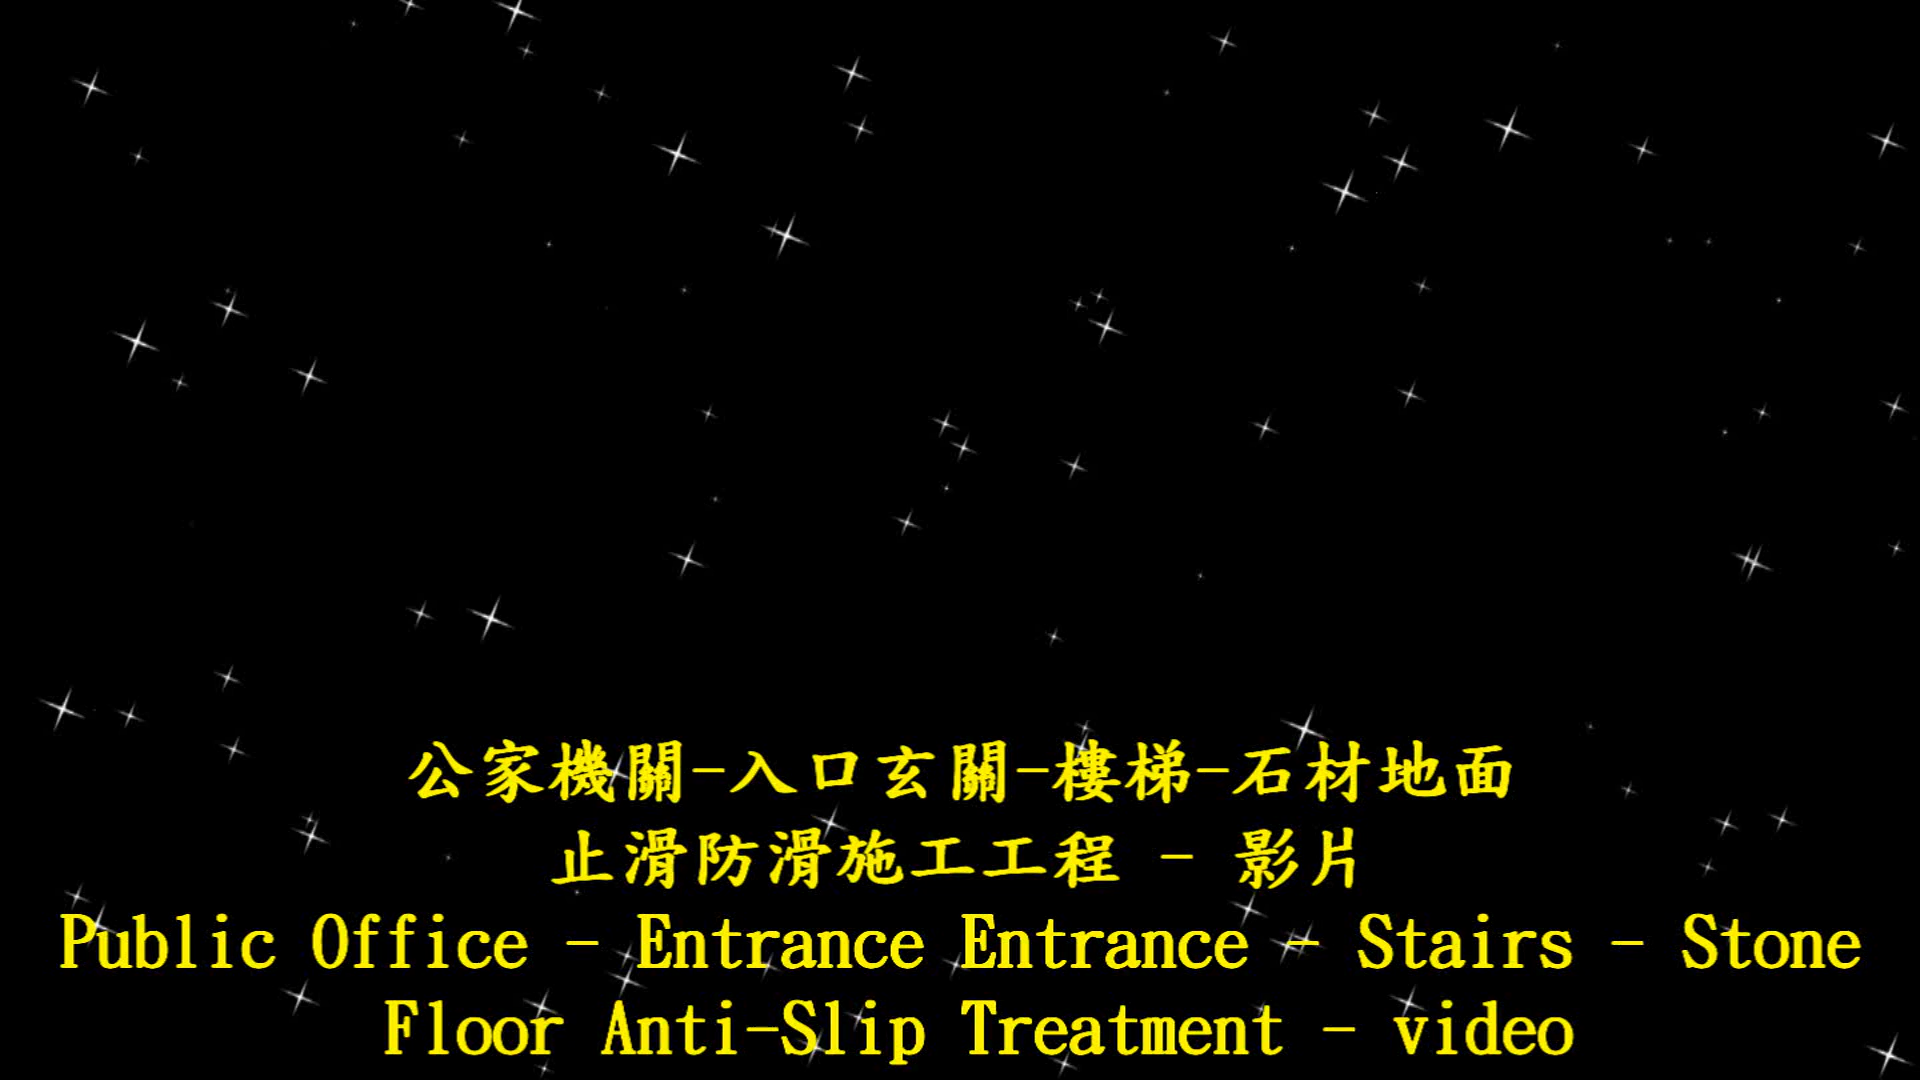 公家機關-入口玄關-樓梯-石材地面
止滑防滑施工工程 - 影片
Public Office - Entrance Entrance - Stairs - Stone
Floor Anti-Slip Treatment - video